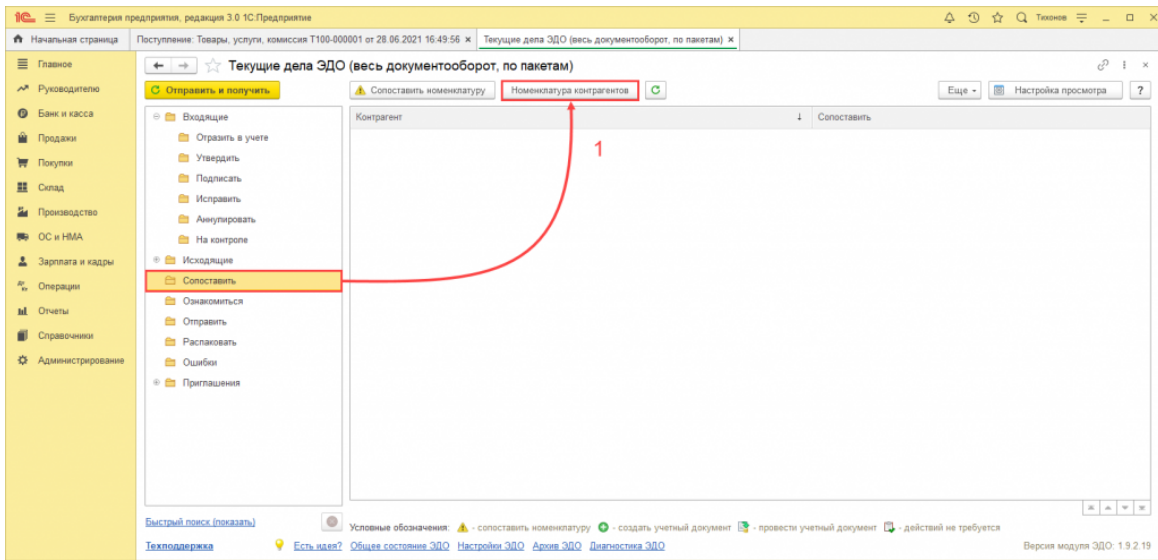 1С Бухгалтерия предприятия, редакция 3.0 1С:Предприятие Тихонов
Начальная страница Поступление: Товары, услуги, комиссия Т100-000001 от 28.06.2021 16:49:56 × Текущие дела ЭДО (весь документооборот, по пакетам) ×
Главное
Руководителю
Банк и касса
Продажи
Покупки
Склад
Производство
ОС и НМА
Зарплата и кадры
Операции
Отчеты
Справочники
Администрирование
Текущие дела ЭДО (весь документооборот, по пакетам)
Отправить и получить Сопоставить номенклатуру Номенклатура контрагентов Еще Настройка просмотра ?
Входящие
Отразить в учете
Утвердить
Подписать
Исправить
Аннулировать
На контроле
Исходящие
Сопоставить
Ознакомиться
Отправить
Распаковать
Ошибки
Приглашения
Контрагент ↓ Сопоставить
1
Быстрый поиск (показать)
Условные обозначения: - сопоставить номенклатуру - создать учетный документ - провести учетный документ - действий не требуется
Техподдержка Есть идея? Общее состояние ЭДО Настройки ЭДО Архив ЭДО Диагностика ЭДО Версия модуля ЭДО: 1.9.2.19